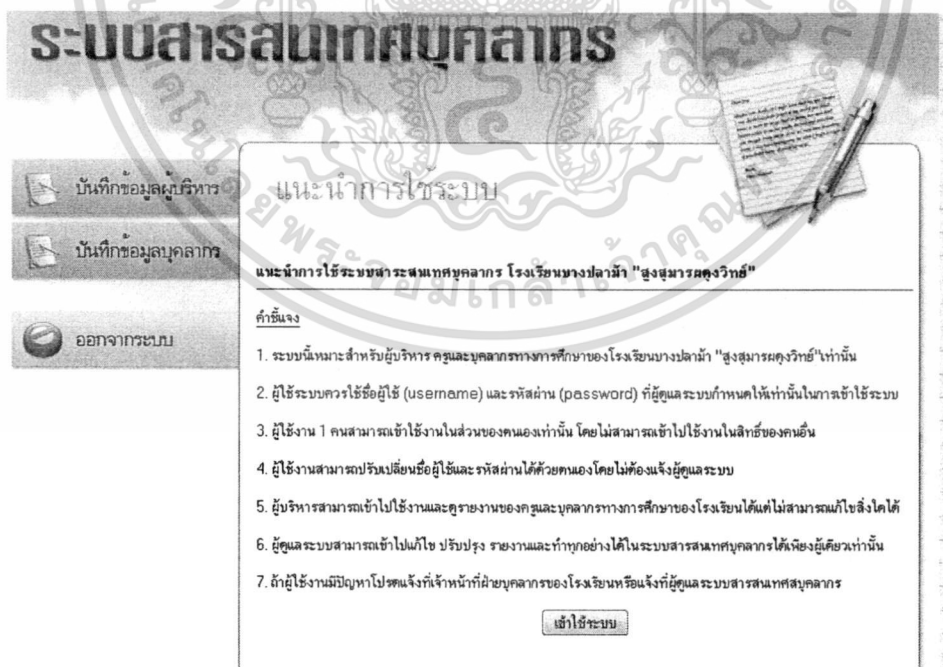 ระบบสารสนเทศบุคลากร
บันทึกข้อมูลผู้บริหาร
บันทึกข้อมูลบุคลากร
ออกจากระบบ
แนะนำการใช้ระบบ
แนะนำการใช้ระบบสาระสนเทศบุคลากร โรงเรียนบางปลาม้า "สูงสุมารผดุงวิทย์"
คำชี้แจง
1. ระบบนี้เหมาะสำหรับผู้บริหาร ครูและบุคลากรทางการศึกษาของโรงเรียนบางปลาม้า "สูงสุมารผดุงวิทย์"เท่านั้น
2. ผู้ใช้ระบบควรใช้ชื่อผู้ใช้ (username) และรหัสผ่าน (password) ที่ผู้ดูแลระบบกำหนดให้เท่านั้นในการเข้าใช้ระบบ
3. ผู้ใช้งาน 1 คนสามารถเข้าใช้งานในส่วนของตนเองเท่านั้น โดยไม่สามารถเข้าไปใช้งานในสิทธิ์ของคนอื่น
4. ผู้ใช้งานสามารถปรับเปลี่ยนชื่อผู้ใช้และรหัสผ่านได้ด้วยตนเองโดยไม่ต้องแจ้งผู้ดูแลระบบ
5. ผู้บริหารสามารถเข้าไปใช้งานและดูรายงานของครูและบุคลากรทางการศึกษาของโรงเรียนได้แต่ไม่สามารถแก้ไขสิ่งใดได้
6. ผู้ดูแลระบบสามารถเข้าไปแก้ไข ปรับปรุง รายงานและทำทุกอย่างได้ในระบบสารสนเทศบุคลากรได้เพียงผู้เดียวเท่านั้น
7. ถ้าผู้ใช้งานมีปัญหาโปรดแจ้งที่เจ้าหน้าที่ฝ่ายบุคลากรของโรงเรียนหรือแจ้งที่ผู้ดูแลระบบสารสนเทศสบุคลากร
เข้าใช้ระบบ